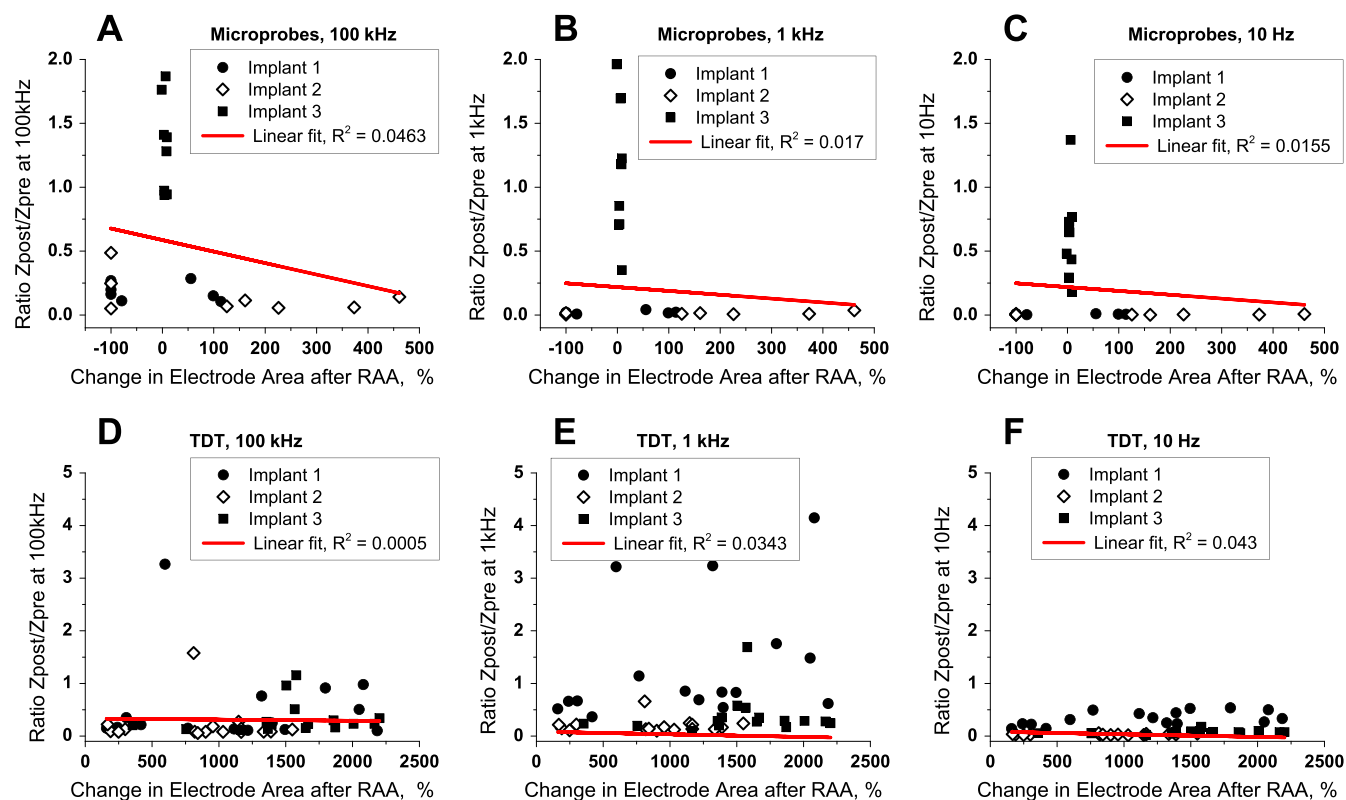 A
Microprobes, 100 kHz
Implant 1
Implant 2
Implant 3
Linear fit, R² = 0.0463
Ratio Zpost/Zpre at 100kHz
2.0
1.5
1.0
0.5
0.0
-100 0 100 200 300 400 500
Change in Electrode Area after RAA, %
B
Microprobes, 1 kHz
Implant 1
Implant 2
Implant 3
Linear fit, R² = 0.017
Ratio Zpost/Zpre at 1kHz
2.0
1.5
1.0
0.5
0.0
-100 0 100 200 300 400 500
Change in Electrode Area after RAA, %
C
Microprobes, 10 Hz
Implant 1
Implant 2
Implant 3
Linear fit, R² = 0.0155
Ratio Zpost/Zpre at 10Hz
2.0
1.5
1.0
0.5
0.0
-100 0 100 200 300 400 500
Change in Electrode Area After RAA, %
D
TDT, 100 kHz
Implant 1
Implant 2
Implant 3
Linear fit, R² = 0.0005
Ratio Zpost/Zpre at 100kHz
5
4
3
2
1
0
0 500 1000 1500 2000 2500
Change in Electrode Area After RAA, %
E
TDT, 1 kHz
Implant 1
Implant 2
Implant 3
Linear fit, R² = 0.0343
Ratio Zpost/Zpre at 1kHz
5
4
3
2
1
0
0 500 1000 1500 2000 2500
Change in Electrode Area After RAA, %
F
TDT, 10 Hz
Implant 1
Implant 2
Implant 3
Linear fit, R² = 0.043
Ratio Zpost/Zpre at 10Hz
5
4
3
2
1
0
0 500 1000 1500 2000 2500
Change in Electrode Area After RAA, %